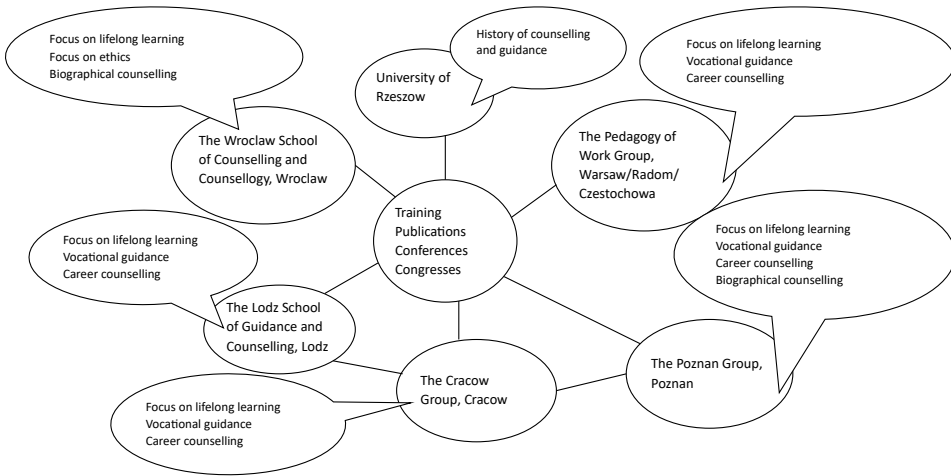 Focus on lifelong learning
Focus on ethics
Biographical counselling
History of counselling
and guidance
Focus on lifelong learning
Vocational guidance
Career counselling
University of
Rzeszow
The Wroclaw School
of Counselling and
Counsellogy, Wroclaw
The Pedagogy of
Work Group,
Warsaw/Radom/
Czestochowa
Training
Publications
Conferences
Congresses
Focus on lifelong learning
Vocational guidance
Career counselling
Focus on lifelong learning
Vocational guidance
Career counselling
Biographical counselling
The Lodz School
of Guidance and
Counselling, Lodz
The Cracow
Group, Cracow
The Poznan Group,
Poznan
Focus on lifelong learning
Vocational guidance
Career counselling